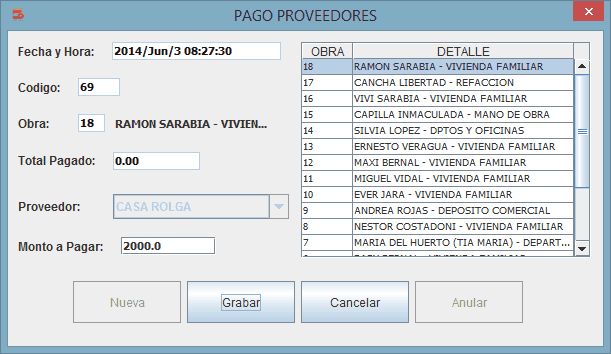 PAGO PROVEEDORES
Fecha y Hora: 2014/Jun/3 08:27:30
Codigo: 69
Obra: 18 RAMON SARABIA - VIVIEN...
Total Pagado: 0.00
Proveedor: CASA ROLGA
Monto a Pagar: 2000.0
OBRA DETALLE
18 RAMON SARABIA - VIVIENDA FAMILIAR
17 CANCHA LIBERTAD - REFACCION
16 VIVI SARABIA - VIVIENDA FAMILIAR
15 CAPILLA INMACULADA - MANO DE OBRA
14 SILVIA LOPEZ - DPTOS Y OFICINAS
13 ERNESTO VERAGUA - VIVIENDA FAMILIAR
12 MAXI BERNAL - VIVIENDA FAMILIAR
11 MIGUEL VIDAL - VIVIENDA FAMILIAR
10 EVER JARA - VIVIENDA FAMILIAR
9 ANDREA ROJAS - DEPOSITO COMERCIAL
8 NESTOR COSTADONI - VIVIENDA FAMILIAR
7 MARIA DEL HUERTO (TIA MARIA) - DEPART...
Nueva Grabar Cancelar Anular